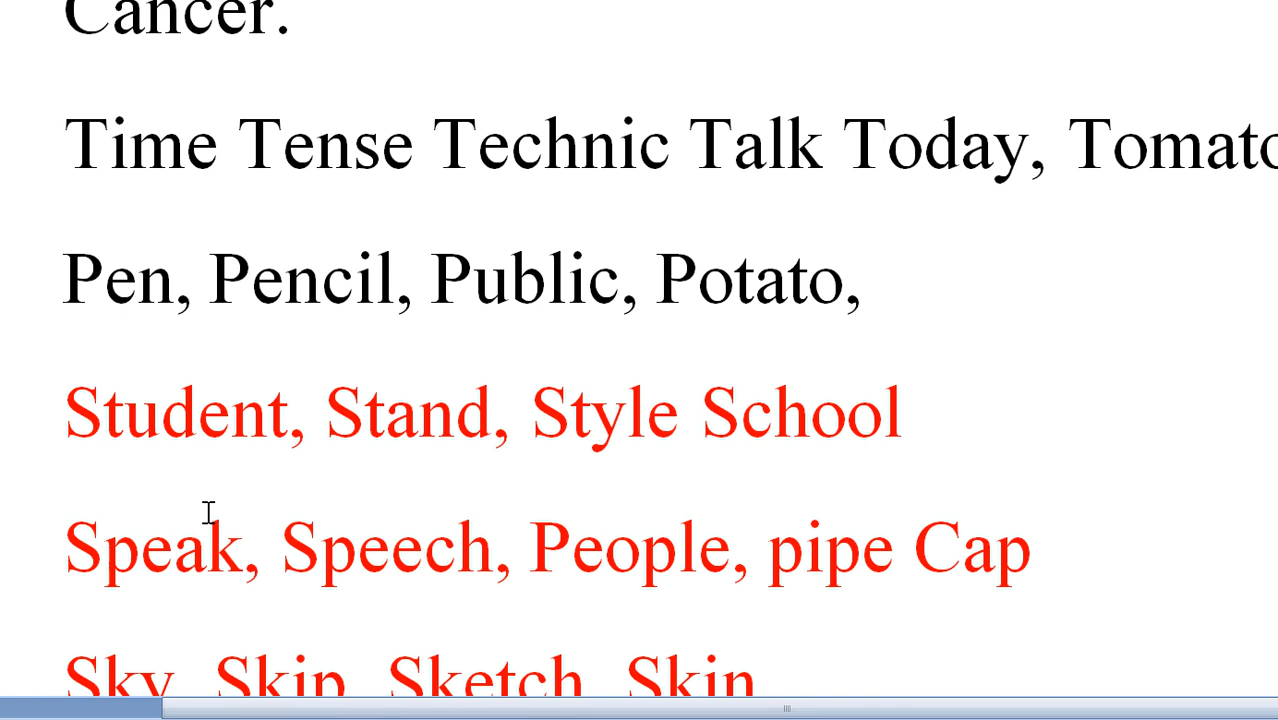 Cancer.
Time Tense Technic Talk Today, Tomato
Pen, Pencil, Public, Potato,
Student, Stand, Style School
Speak, Speech, People, pipe Cap
Sky, Skip, Sketch, Skin